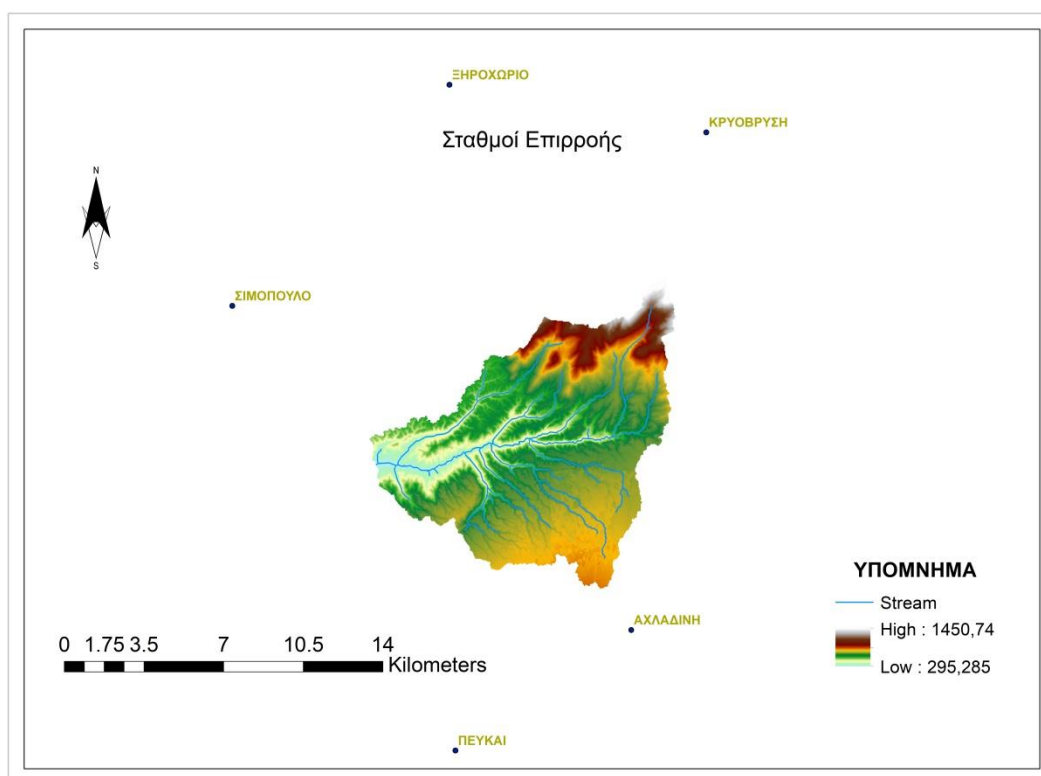 ΞΗΡΟΧΩΡΙΟ
ΚΡΥΟΒΡΥΣΗ
Σταθμοί Επιρροής
N
S
ΣΙΜΟΠΟΥΛΟ
ΥΠΟΜΝΗΜΑ
Stream
High : 1450,74
Low : 295,285
ΑΧΛΑΔΙΝΗ
0 1.75 3.5 7 10.5 14
Kilometers
ΠΕΥΚΑΙ